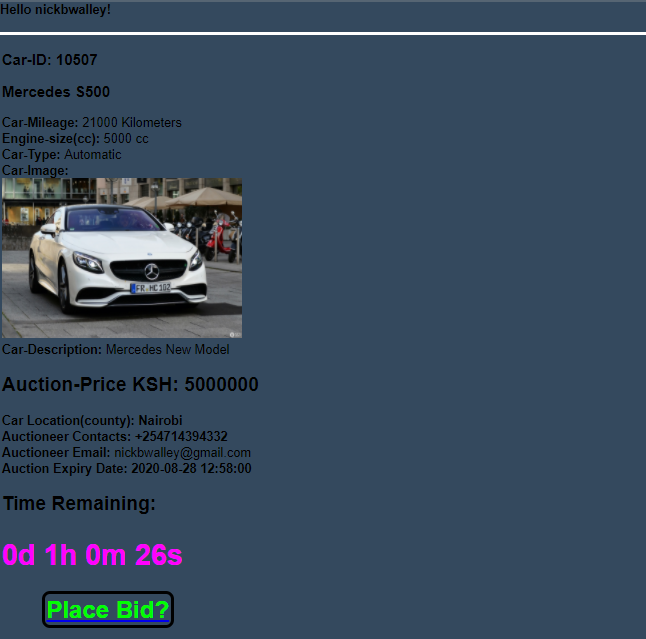 Hello nickbwalley!
Car-ID: 10507
Mercedes S500
Car-Mileage: 21000 Kilometers
Engine-size(cc): 5000 cc
Car-Type: Automatic
Car-Image:
FR MC 102
Car-Description: Mercedes New Model
Auction-Price KSH: 5000000
Car Location(county): Nairobi
Auctioneer Contacts: +254714394332
Auctioneer Email: nickbwalley@gmail.com
Auction Expiry Date: 2020-08-28 12:58:00
Time Remaining:
0d 1h 0m 26s
Place Bid?